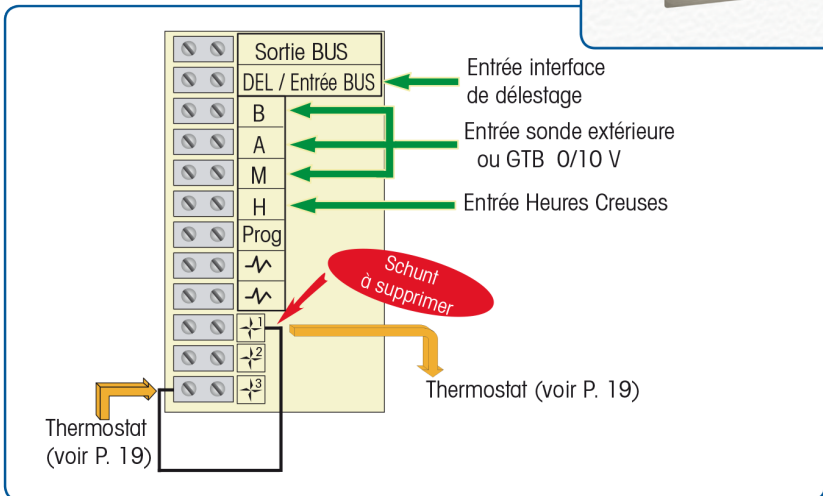 Sortie BUS
DEL / Entrée BUS
B
A
M
H
Prog
1
2
3
Entrée interface
de délestage
Entrée sonde extérieure
ou GTB 0/10 V
Entrée Heures Creuses
Schunt
à supprimer
Thermostat (voir P. 19)
Thermostat
(voir P. 19)